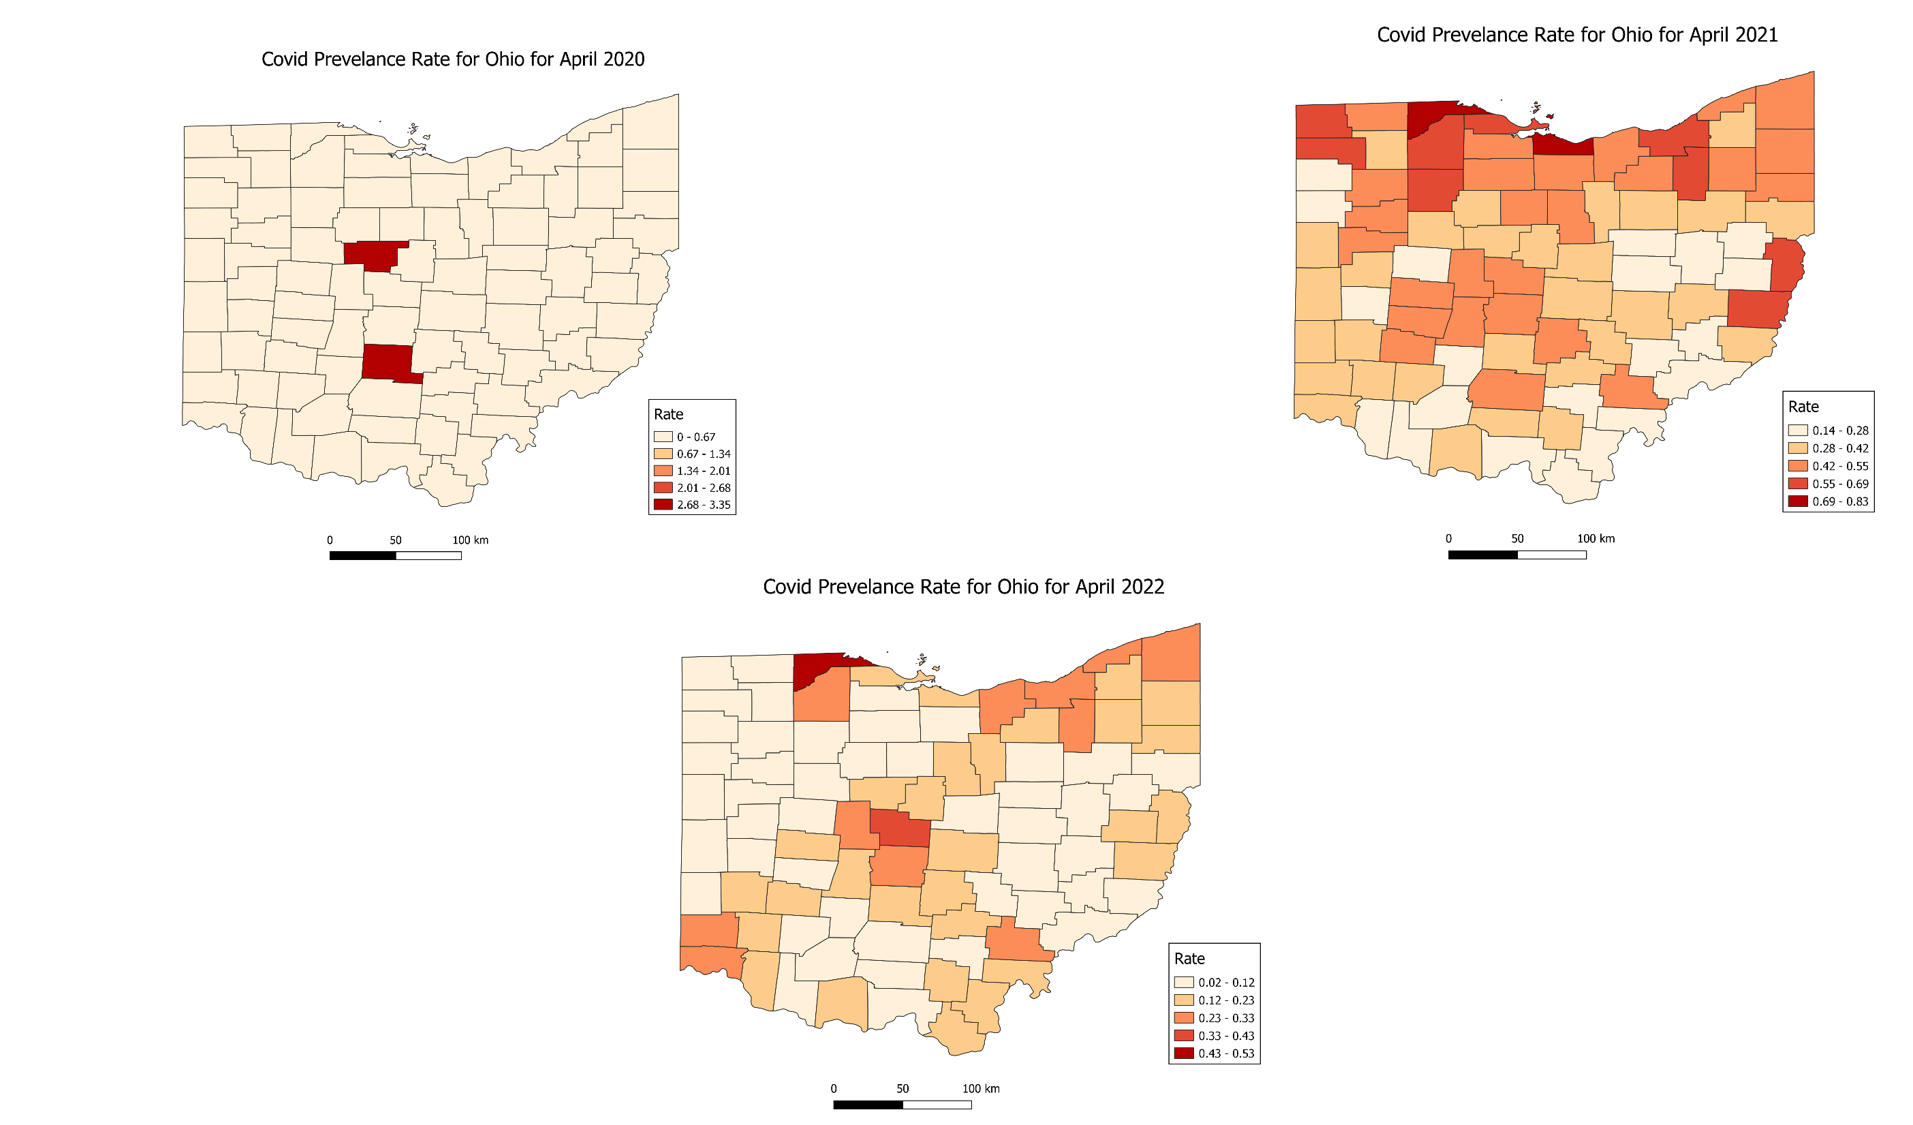 Covid Prevelance Rate for Ohio for April 2020
Rate
0 - 0.67
0.67 - 1.34
1.34 - 2.01
2.01 - 2.68
2.68 - 3.35
0 50 100 km
Covid Prevelance Rate for Ohio for April 2021
Rate
0.14 - 0.28
0.28 - 0.42
0.42 - 0.55
0.55 - 0.69
0.69 - 0.83
0 50 100 km
Covid Prevelance Rate for Ohio for April 2022
Rate
0.02 - 0.12
0.12 - 0.23
0.23 - 0.33
0.33 - 0.43
0.43 - 0.53
0 50 100 km